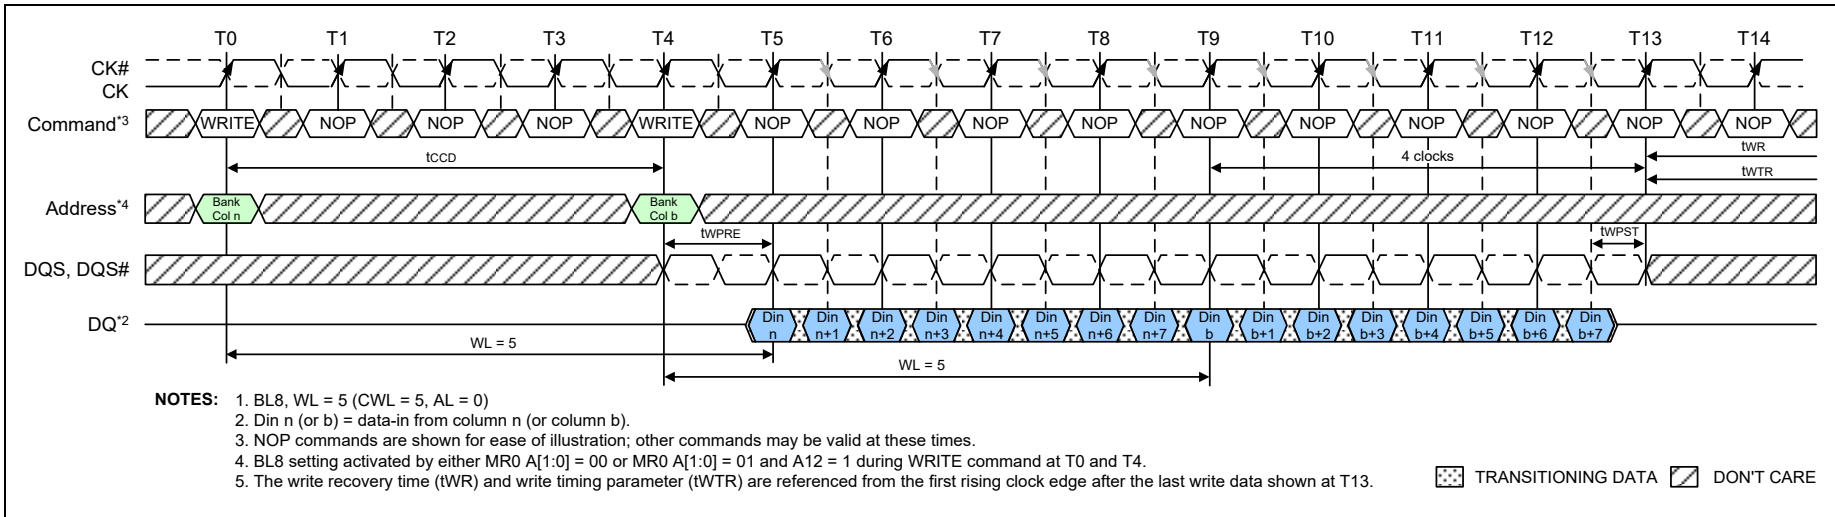 T0 T1 T2 T3 T4 T5 T6 T7 T8 T9 T10 T11 T12 T13 T14
CK#
CK
Command*3 WRITE NOP NOP NOP WRITE NOP NOP NOP NOP NOP NOP NOP NOP NOP NOP
tCCD 4 clocks tWR
tWTR
Address*4 Bank Col n Bank Col b
tWPRE tWPST
DQS, DQS#
DQ*2 Din n Din n+1 Din n+2 Din n+3 Din n+4 Din n+5 Din n+6 Din n+7 Din b Din b+1 Din b+2 Din b+3 Din b+4 Din b+5 Din b+6 Din b+7
WL = 5
WL = 5
NOTES: 1. BL8, WL = 5 (CWL = 5, AL = 0)
2. Din n (or b) = data-in from column n (or column b).
3. NOP commands are shown for ease of illustration; other commands may be valid at these times.
4. BL8 setting activated by either MR0 A[1:0] = 00 or MR0 A[1:0] = 01 and A12 = 1 during WRITE command at T0 and T4.
5. The write recovery time (tWR) and write timing parameter (tWTR) are referenced from the first rising clock edge after the last write data shown at T13.
TRANSITIONING DATA DON'T CARE